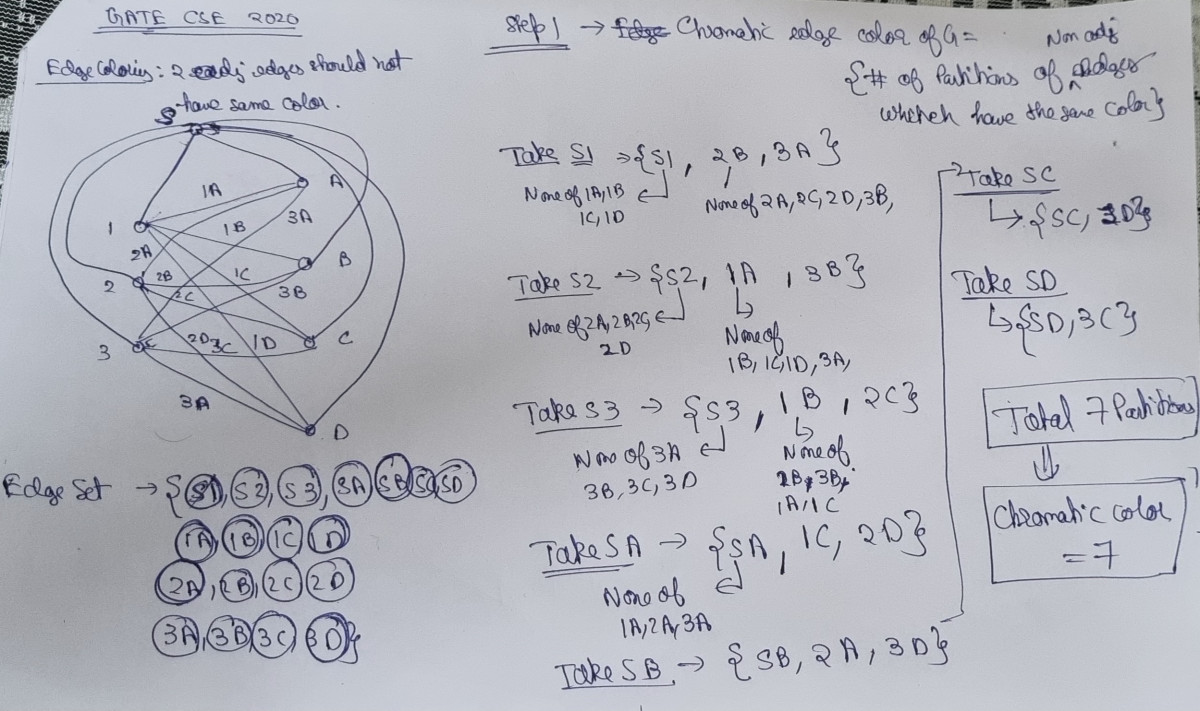 GATE CSE 2020
Edge Coloring: 2 adj edges should not
have same color.
S
1A
A
3A
1
1B
2A
2B
1C
B
2
2C
3B
2D
3C
1D
C
3
3A
D
Edge Set → {S1, S2, S3, SA, SB, SC, SD
1A, 1B, 1C, 1D
2A, 2B, 2C, 2D
3A, 3B, 3C, 3D}
Step 1 → Chromatic edge color of G =
Non adj
{# of Partitions of edges
which have the same color}
Take S1 → {S1, 2B, 3A}
None of 1A, 1B
1C, 1D
None of 2A, 2C, 2D, 3B,
Take S2 → {S2, 1A, 3B}
None of 2A, 2B, 2C,
2D
None of
1B, 1C, 1D, 3A,
Take S3 → {S3, 1B, 2C}
None of 3A
3B, 3C, 3D
None of
2B, 3B,
1A, 1C
Take SA → {SA, 1C, 2D}
None of
1A, 2A, 3A
Take SB → {SB, 2A, 3D}
Take SC
↳ {SC, 1D}
Take SD
↳ {SD, 3C}
Total 7 Partitions
⇓
Chromatic color
= 7